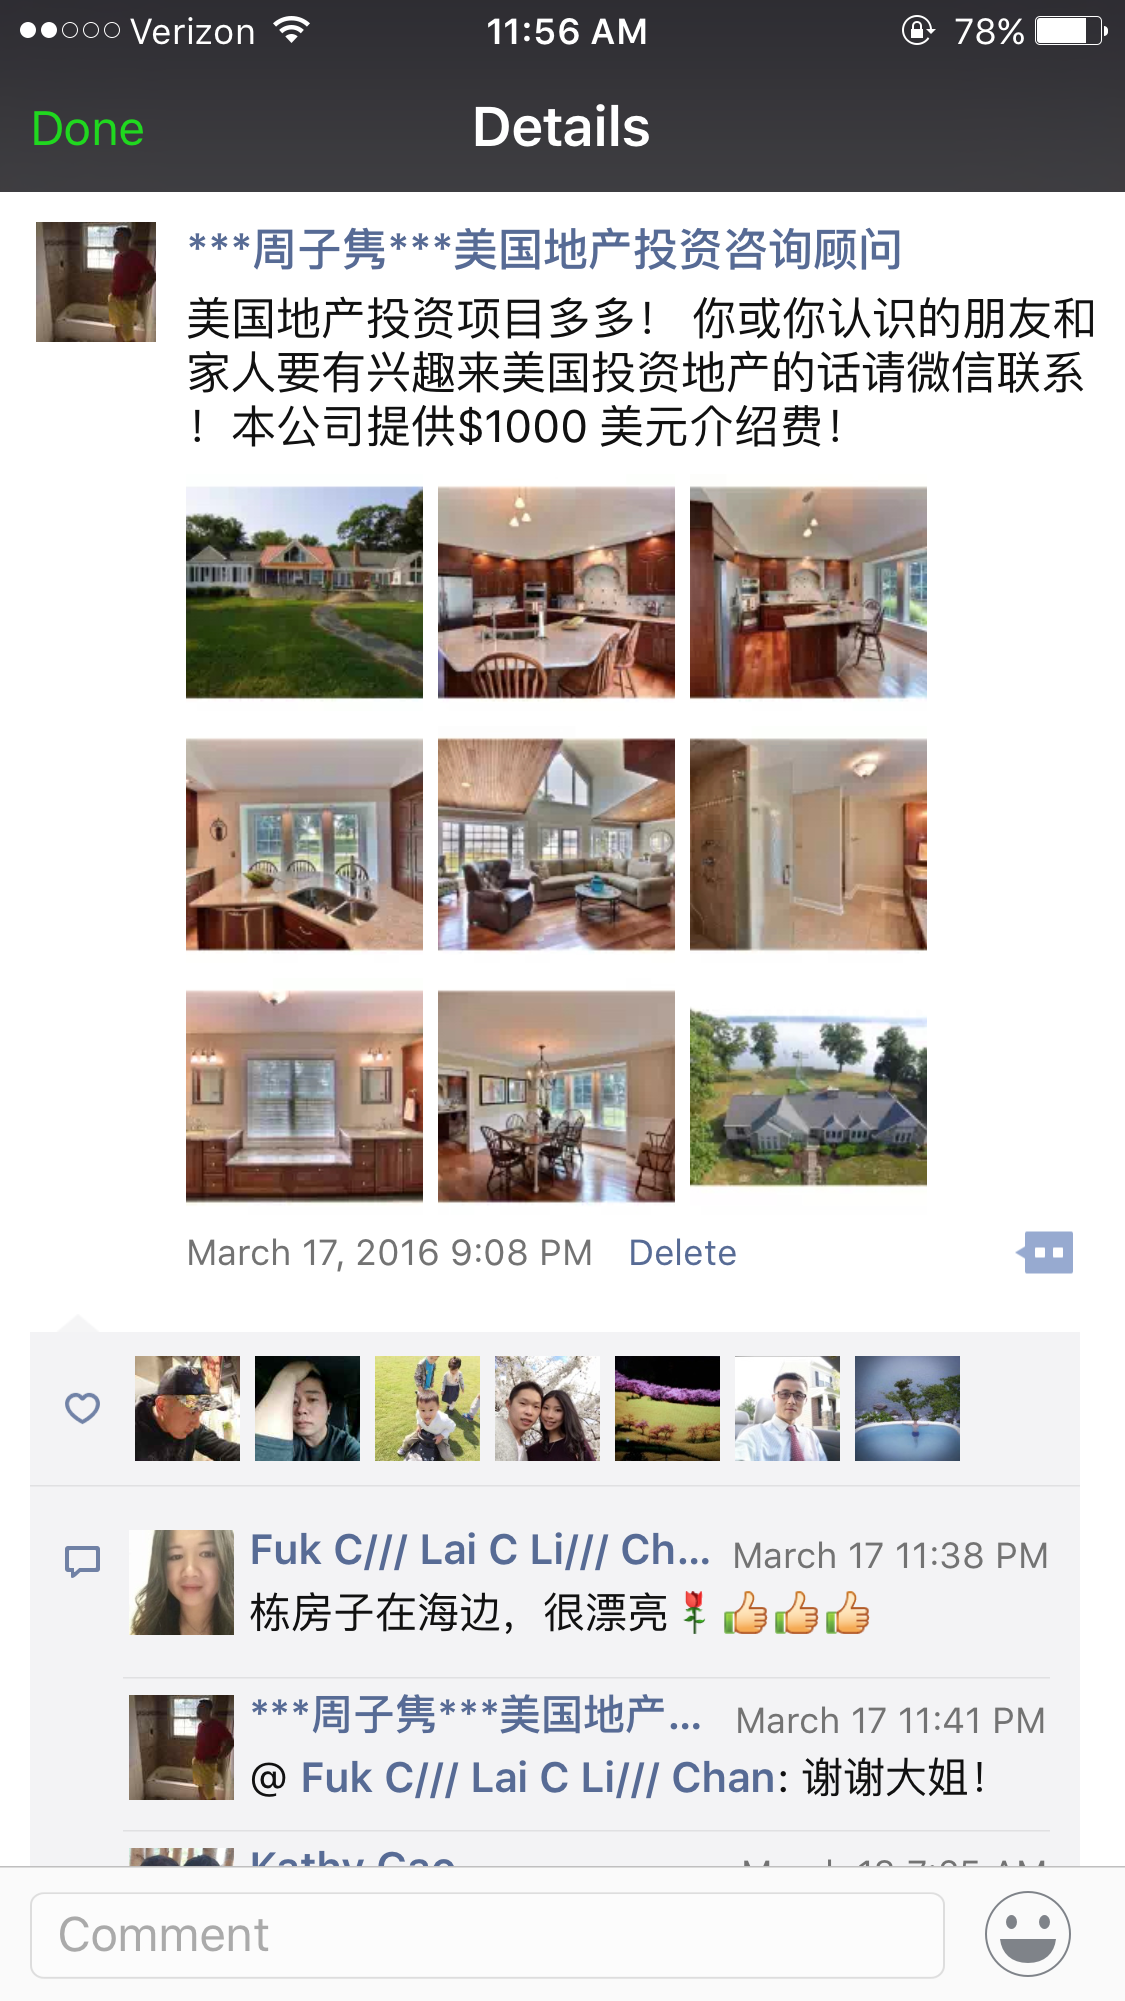 Verizon 11:56 AM 78%
Done Details
***周子隽***美国地产投资咨询顾问
美国地产投资项目多多！ 你或你认识的朋友和
家人要有兴趣来美国投资地产的话请微信联系
！本公司提供$1000 美元介绍费！
March 17, 2016 9:08 PM Delete
Fuk C/// Lai C Li/// Ch... March 17 11:38 PM
栋房子在海边，很漂亮🌹👍👍👍
***周子隽***美国地产... March 17 11:41 PM
@ Fuk C/// Lai C Li/// Chan: 谢谢大姐！
Kathy Gao
Comment